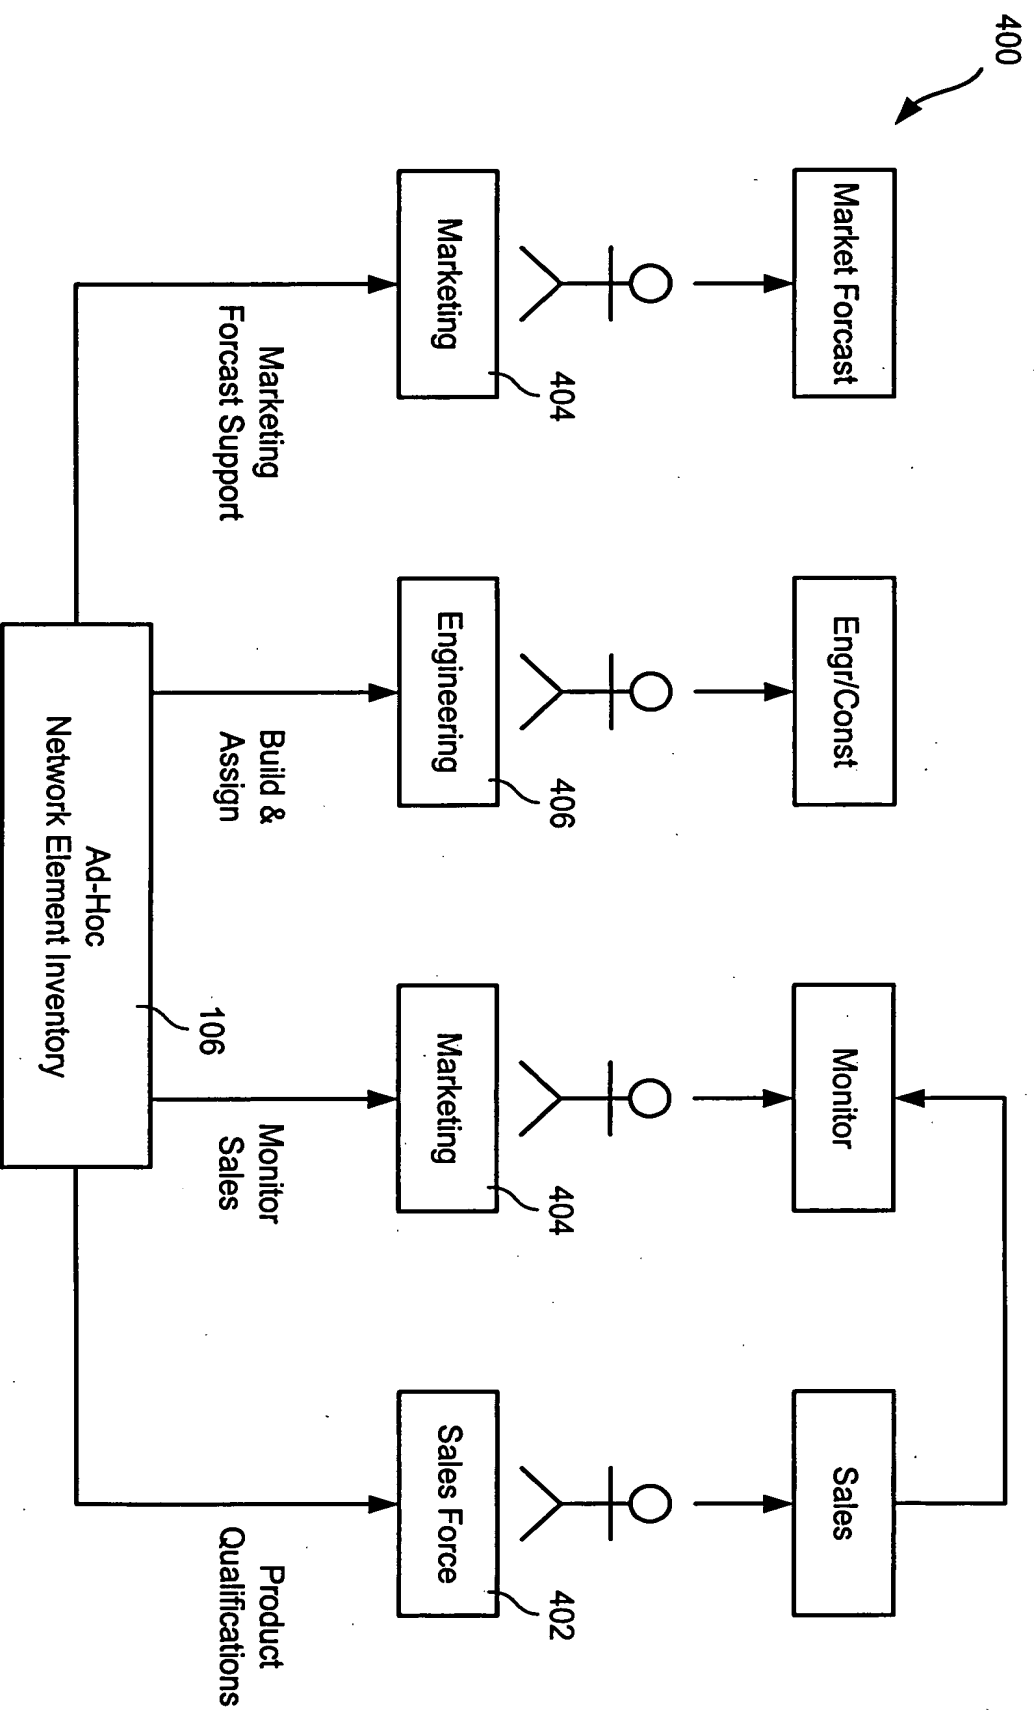 400
Market Forcast
Engr/Const
Monitor
Sales
Marketing
404
Engineering
406
Marketing
404
Sales Force
402
Marketing
Forcast Support
Build &
Assign
Monitor
Sales
Product
Qualifications
106
Ad-Hoc
Network Element Inventory